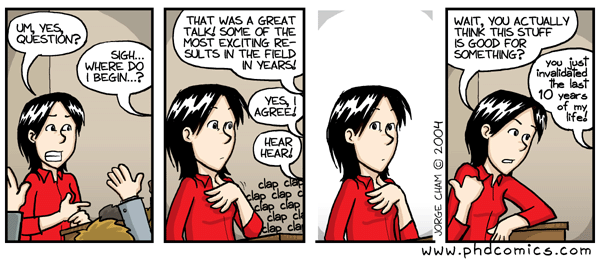 UM, YES,
QUESTION?
SIGH...
WHERE DO
I BEGIN...?
THAT WAS A GREAT
TALK! SOME OF THE
MOST EXCITING RE-
SULTS IN THE FIELD
IN YEARS!
YES, I
AGREE!
HEAR
HEAR!
clap clap
clap clap c
clap clap
clap clap
clap cl
clap
WAIT, YOU ACTUALLY
THINK THIS STUFF
IS GOOD FOR
SOMETHING?
you just
invalidated
the last
10 years
of my
life!
JORGE CHAM © 2004
www.phdcomics.com